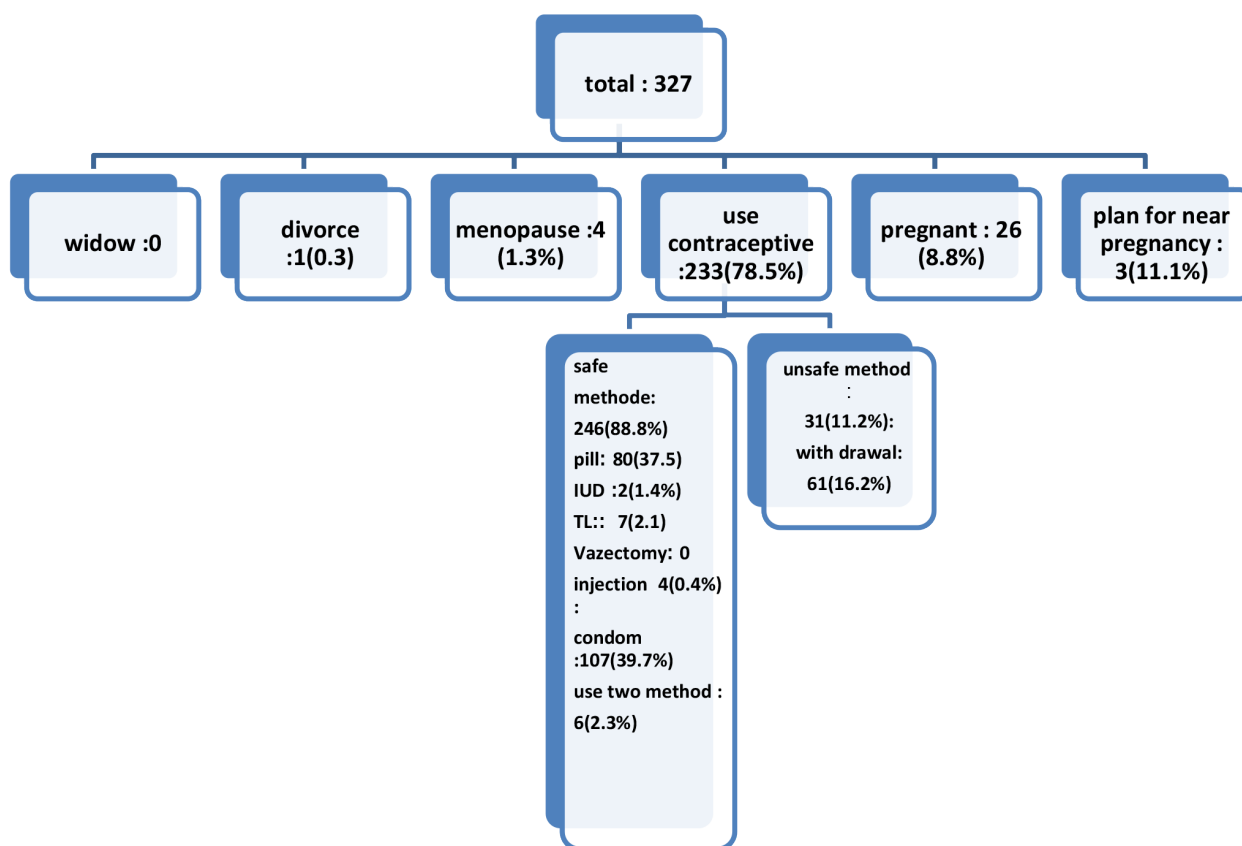 total : 327
widow :0
divorce
:1(0.3)
menopause :4
(1.3%)
use
contraceptive
:233(78.5%)
pregnant : 26
(8.8%)
plan for near
pregnancy :
3(11.1%)
safe
methode:
246(88.8%)
pill: 80(37.5)
IUD :2(1.4%)
TL:: 7(2.1)
Vazectomy: 0
injection 4(0.4%)
:
condom
:107(39.7%)
use two method :
6(2.3%)
unsafe method
:
31(11.2%):
with drawal:
61(16.2%)